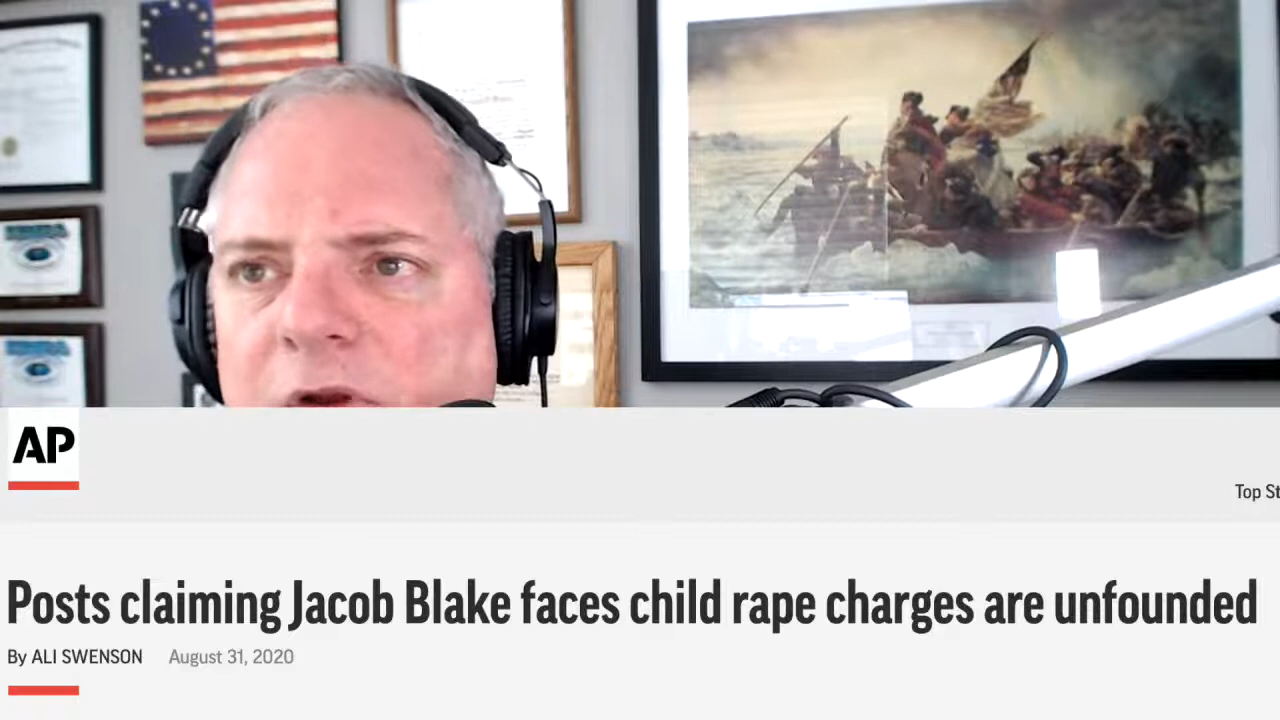 AP
Top St
Posts claiming Jacob Blake faces child rape charges are unfounded
By ALI SWENSON August 31, 2020